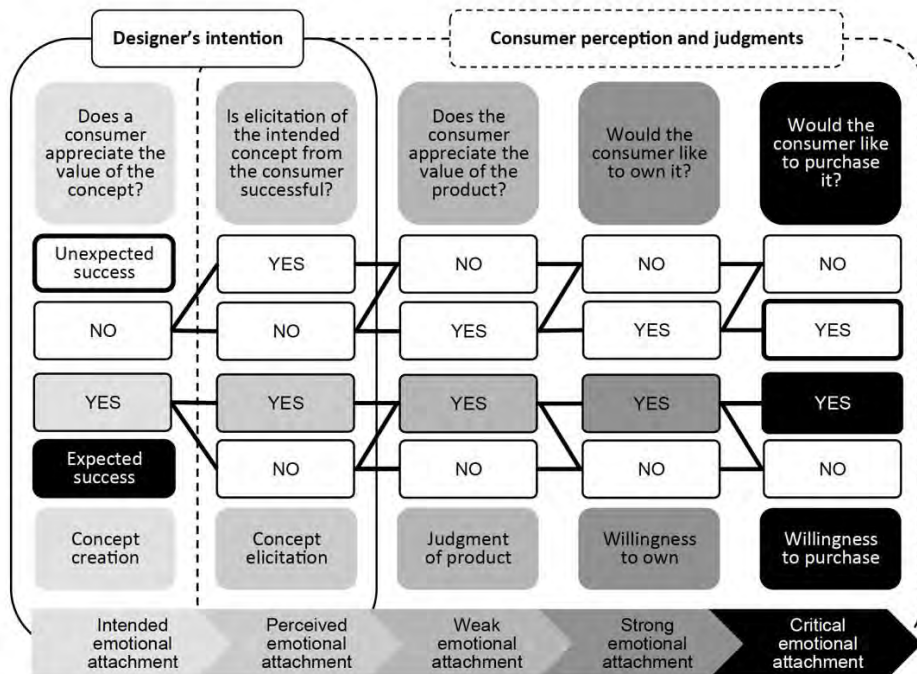 Designer's intention
Consumer perception and judgments
Does a
consumer
appreciate the
value of the
concept?
Is elicitation of
the intended
concept from
the consumer
successful?
Does the
consumer
appreciate the
value of the
product?
Would the
consumer like
to own it?
Would the
consumer like
to purchase
it?
Unexpected
success
YES
NO
NO
NO
NO
NO
YES
YES
YES
YES
YES
YES
YES
YES
Expected
success
NO
NO
NO
NO
Concept
creation
Concept
elicitation
Judgment
of product
Willingness
to own
Willingness
to purchase
Intended
emotional
attachment
Perceived
emotional
attachment
Weak
emotional
attachment
Strong
emotional
attachment
Critical
emotional
attachment